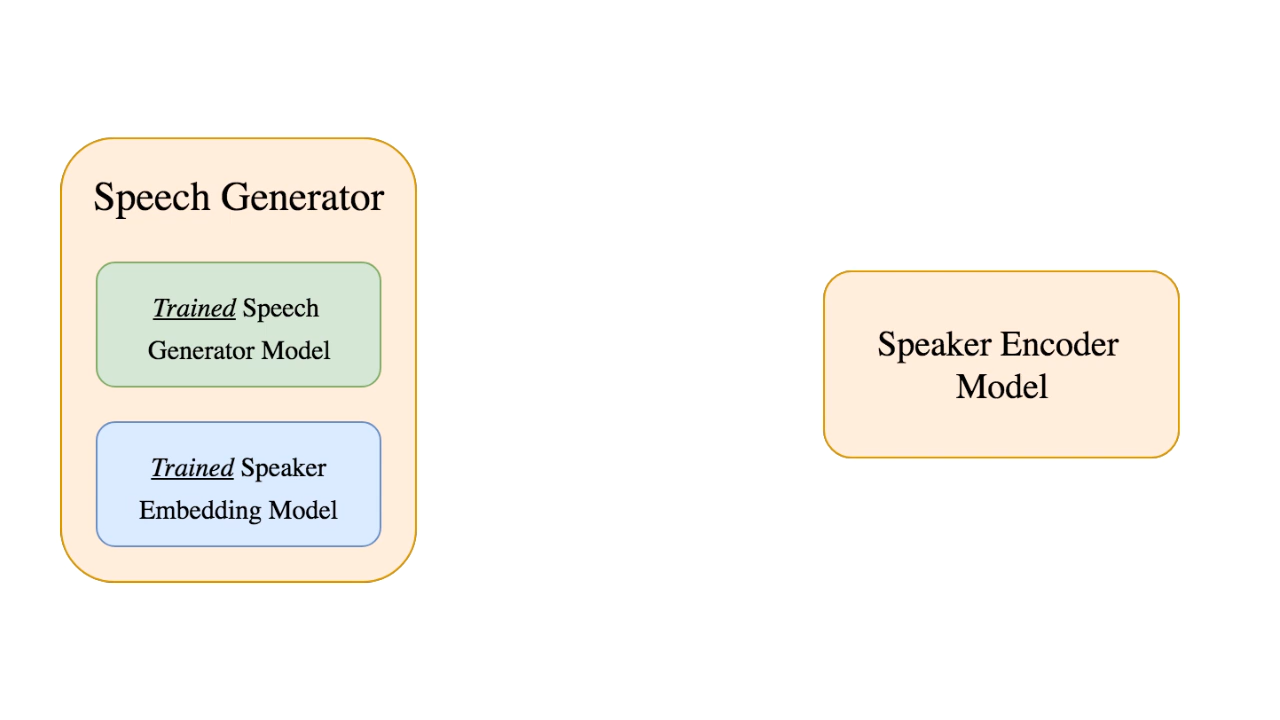 Speech Generator
Trained Speech
Generator Model
Trained Speaker
Embedding Model
Speaker Encoder
Model